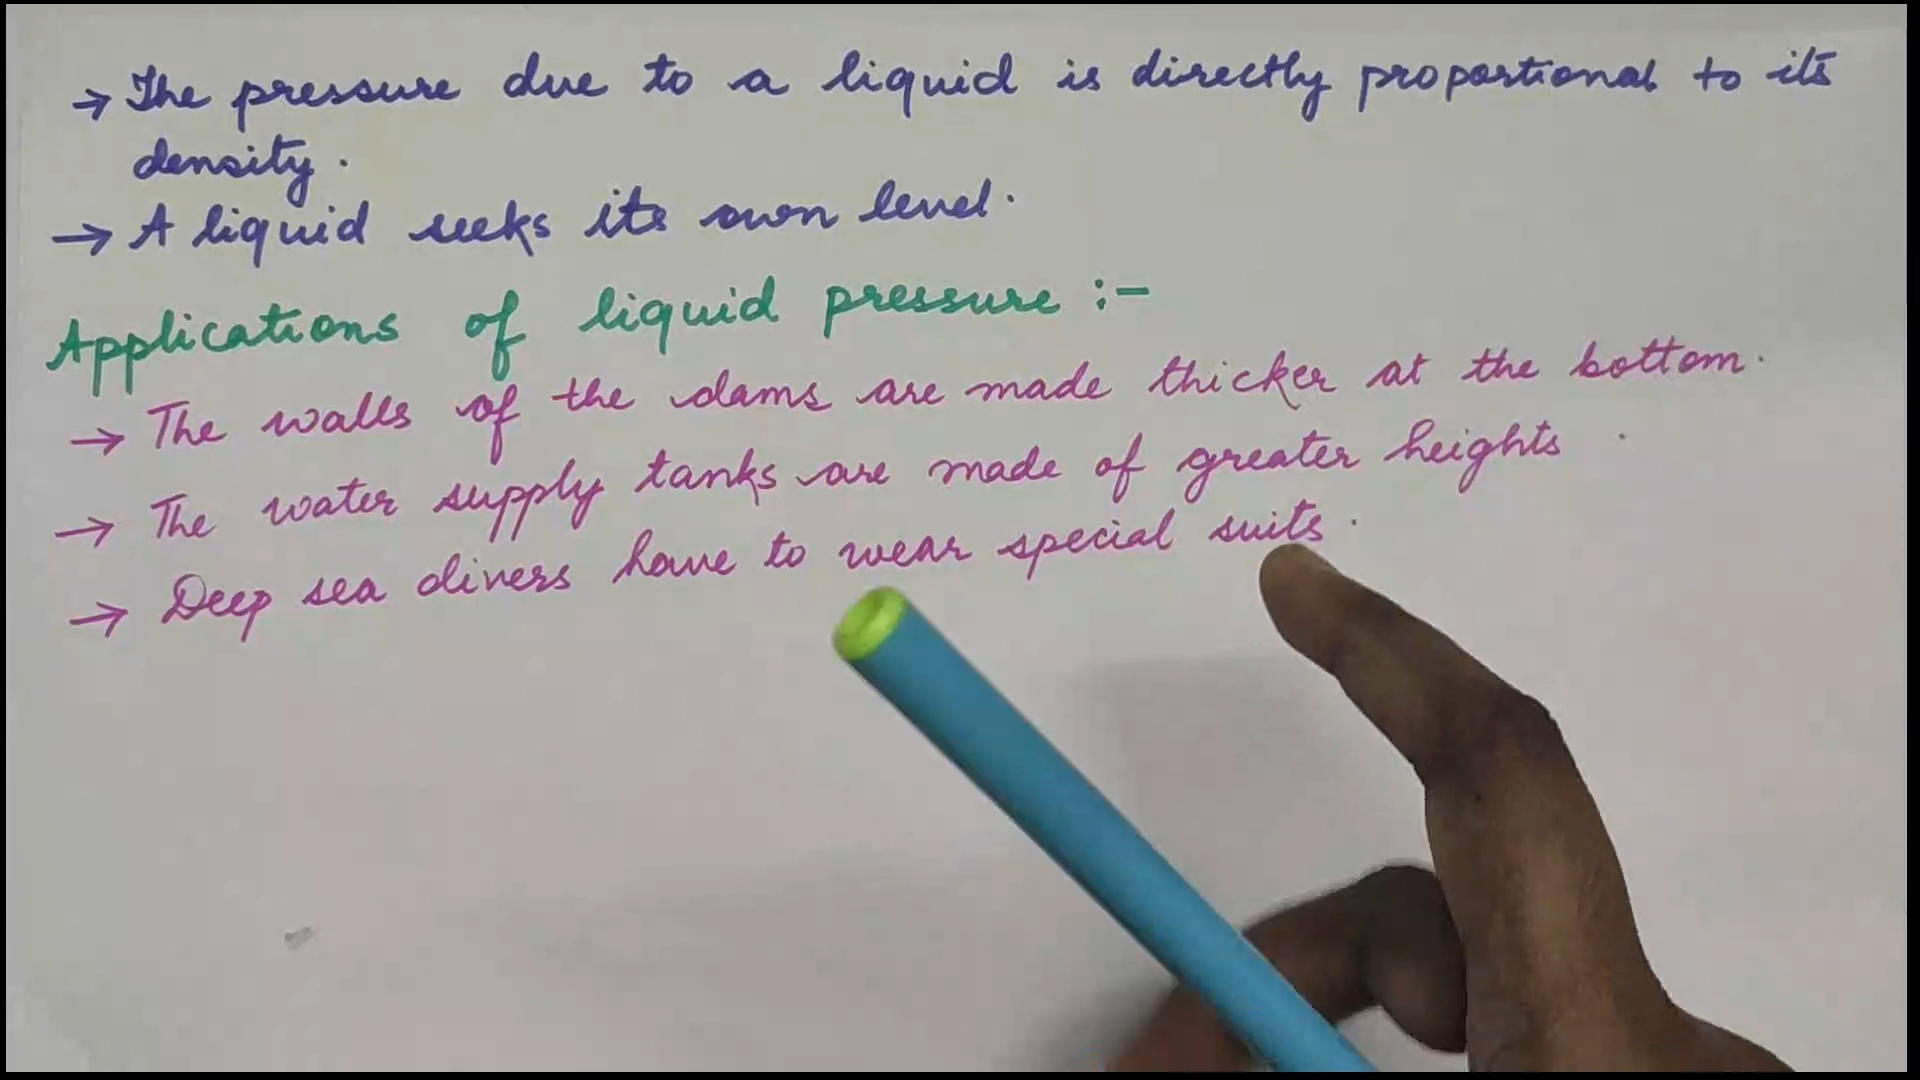 → The pressure due to a liquid is directly proportional to its
density.
→ A liquid seeks its own level.
Applications of liquid pressure :-
→ The walls of the dams are made thicker at the bottom.
→ The water supply tanks are made of greater heights .
→ Deep sea divers have to wear special suits.